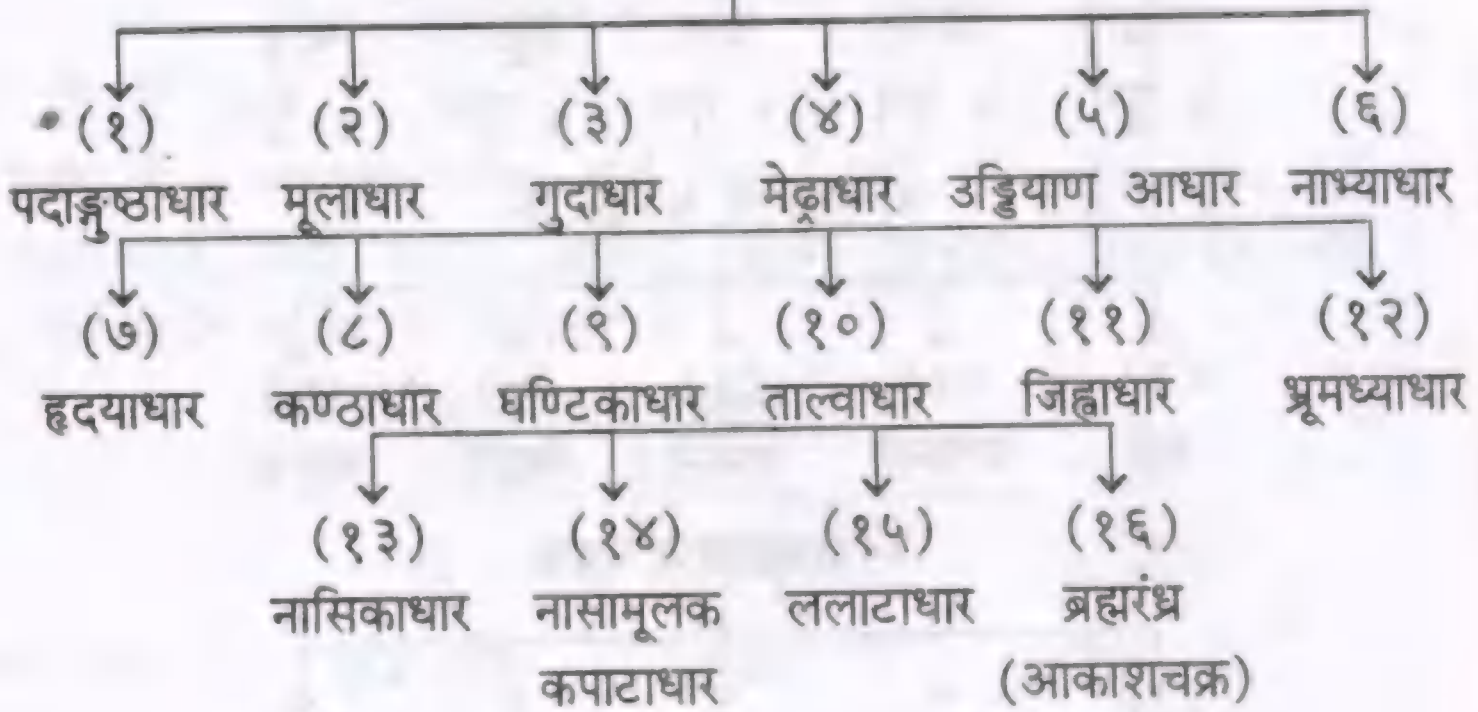 (१) (२) (३) (४) (५) (६)
पदाङ्गुष्ठाधार मूलाधार गुदाधार मेढ्राधार उड्डियाण आधार नाभ्याधार
(७) (८) (९) (१०) (११) (१२)
हृदयाधार कण्ठाधार घण्टिकाधार ताल्वाधार जिह्वाधार भ्रूमध्याधार
(१३) (१४) (१५) (१६)
नासिकाधार नासामूलक ललाटाधार ब्रह्मरंध्र
कपाटाधार (आकाशचक्र)